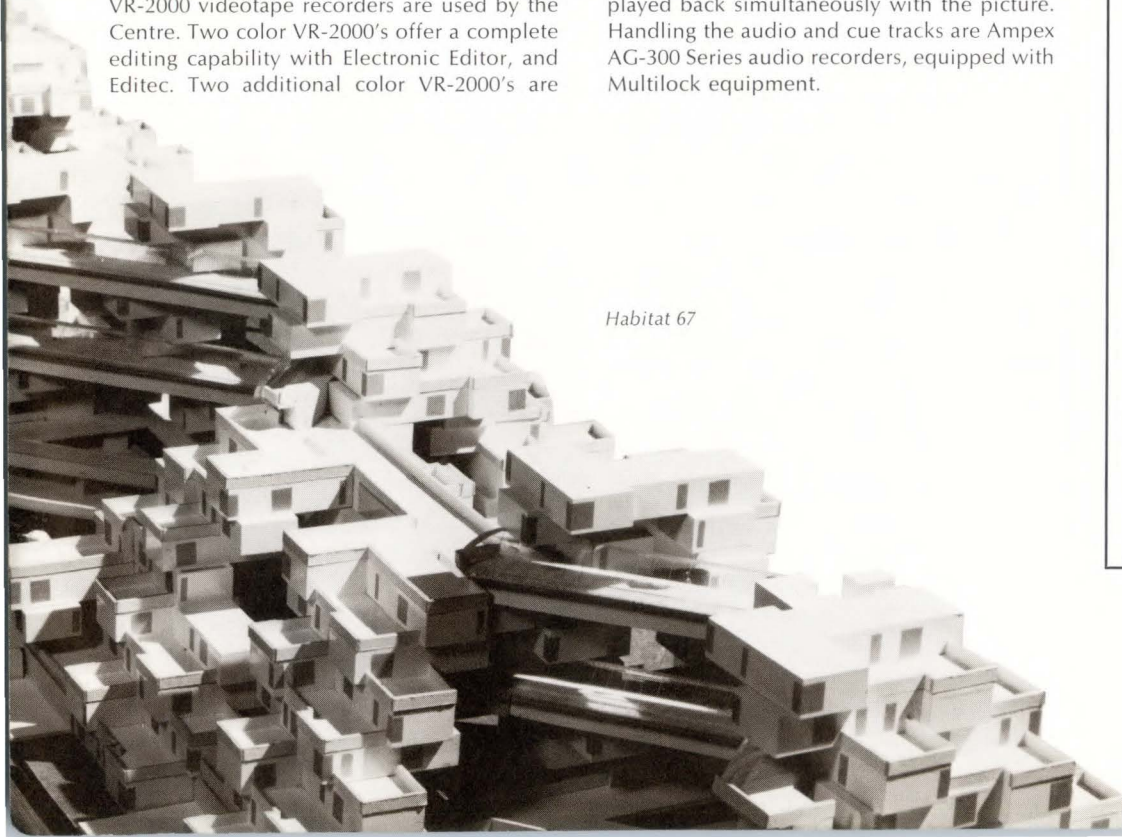 VR-2000 videotape recorders are used by the
Centre. Two color VR-2000's offer a complete
editing capability with Electronic Editor, and
Editec. Two additional color VR-2000's are
played back simultaneously with the picture.
Handling the audio and cue tracks are Ampex
AG-300 Series audio recorders, equipped with
Multilock equipment.
Habitat 67